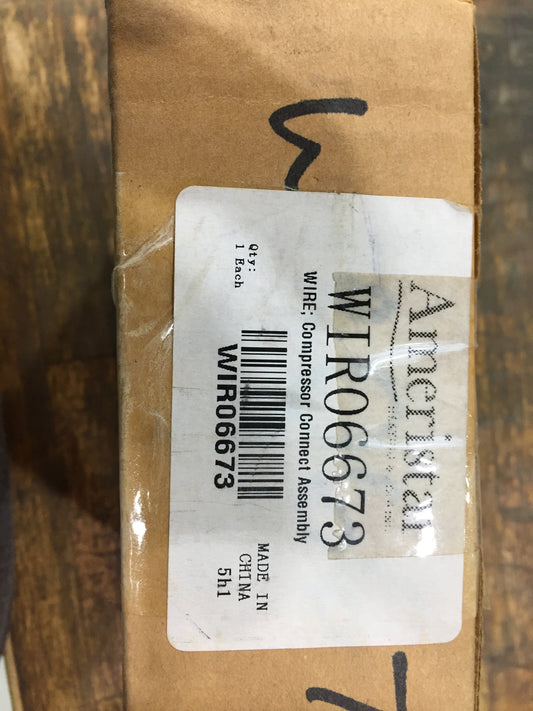 Ameristar
WIR06673
WIRE; Compressor Connect Assembly
Qty:
1 Each
WIR06673
MADE IN
CHINA
5h1